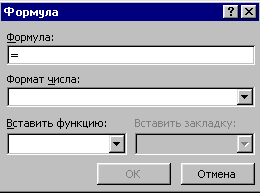 Формула
Формула:
=
Формат числа:
Вставить функцию: Вставить закладку:
OK Отмена